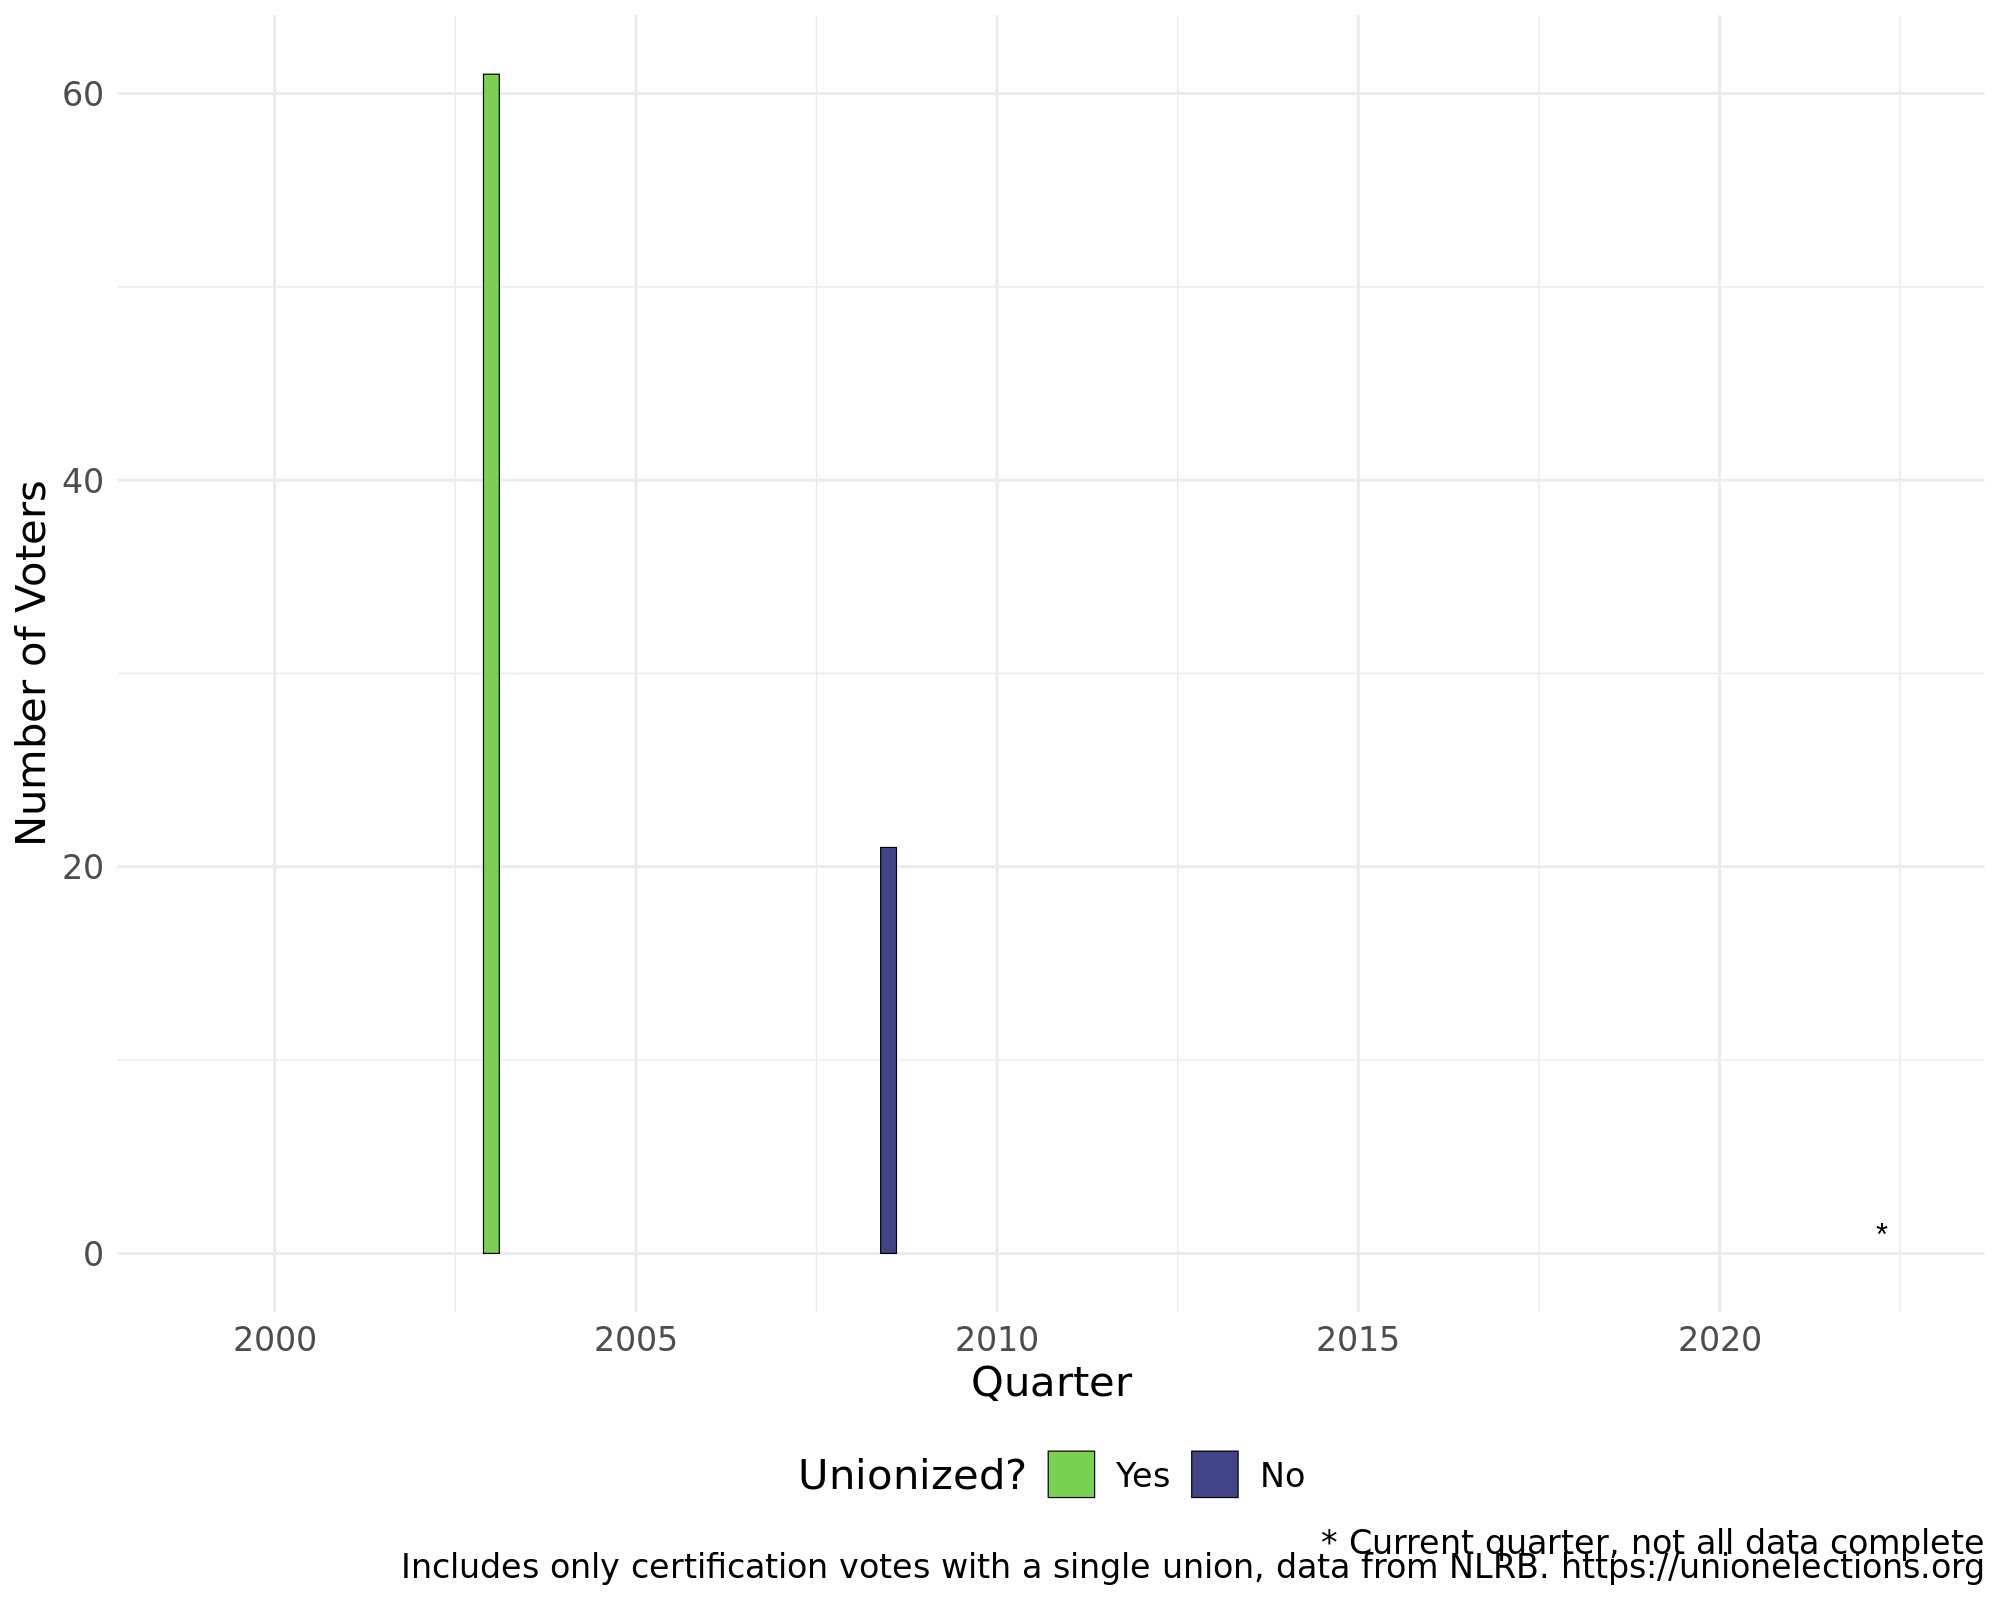 60
40
20
0
Number of Voters
*
2000 2005 2010 2015 2020
Quarter
Unionized? Yes No
* Current quarter, not all data complete
Includes only certification votes with a single union, data from NLRB. https://unionelections.org